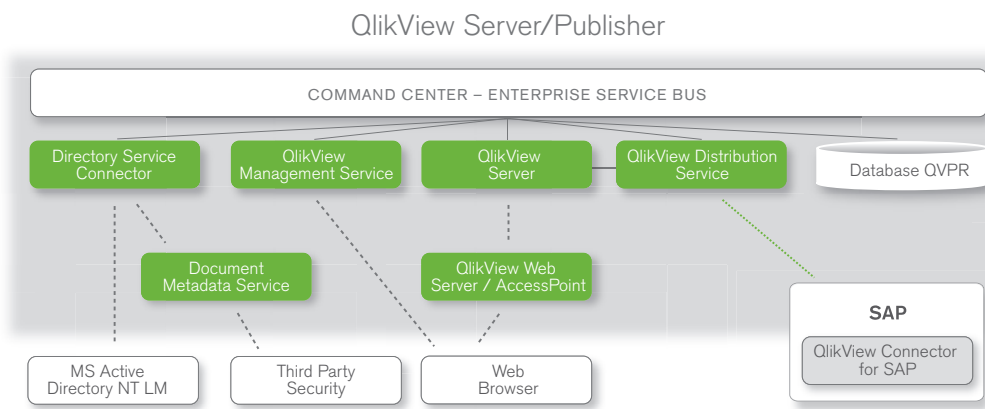 QlikView Server/Publisher
COMMAND CENTER – ENTERPRISE SERVICE BUS
Directory Service
Connector
QlikView
Management Service
QlikView
Server
QlikView Distribution
Service
Database QVPR
Document
Metadata Service
QlikView Web
Server / AccessPoint
SAP
QlikView Connector
for SAP
MS Active
Directory NT LM
Third Party
Security
Web
Browser